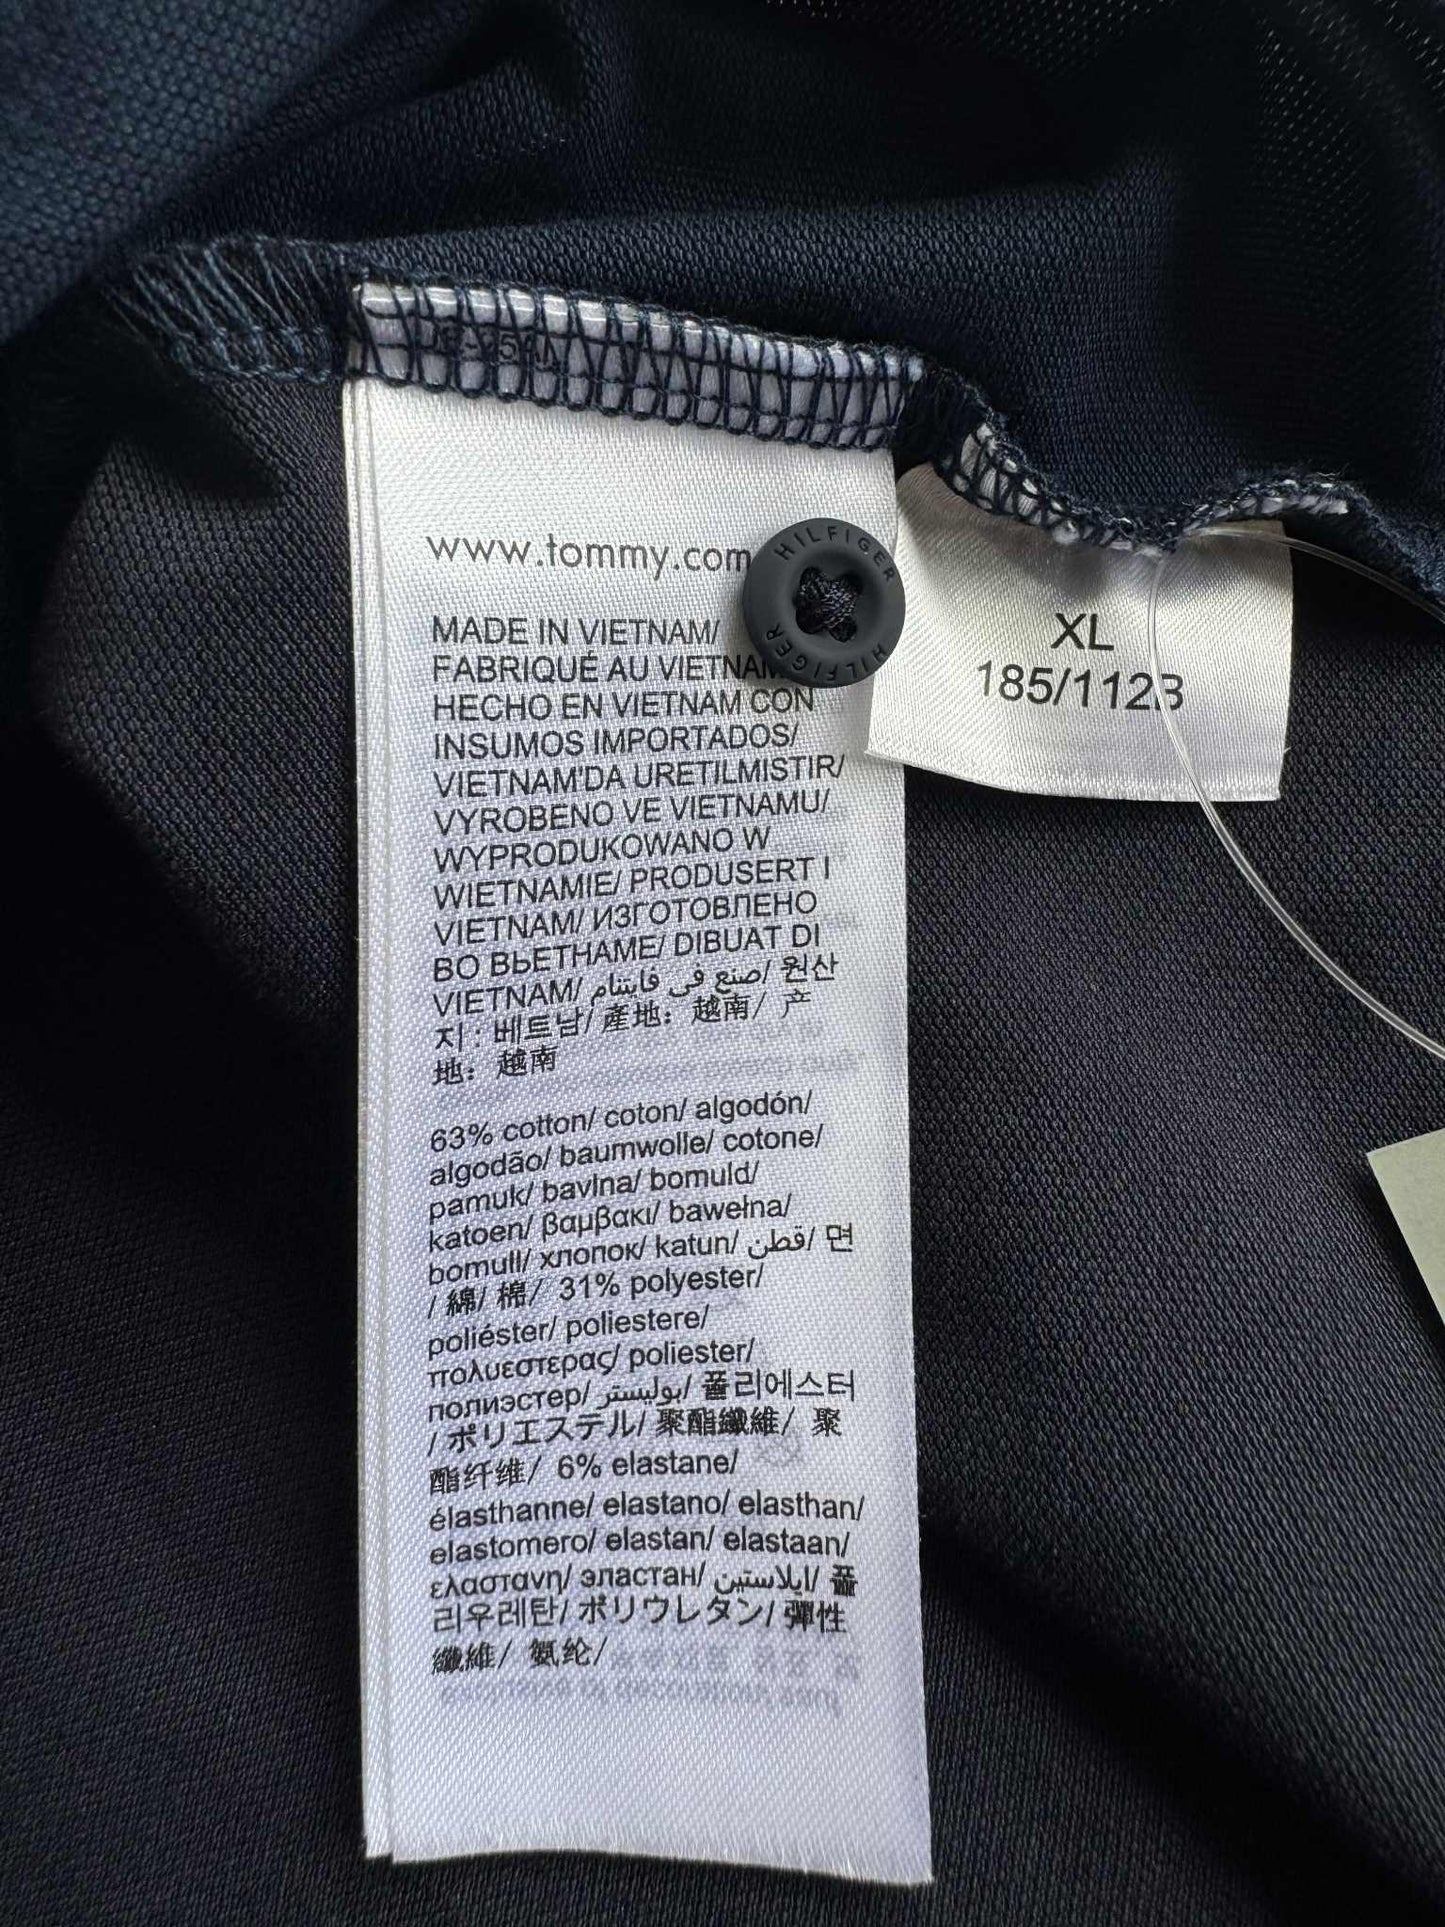 www.tommy.com
HILFIGER
HILFIGER
MADE IN VIETNAM/
FABRIQUÉ AU VIETNAM
HECHO EN VIETNAM CON
INSUMOS IMPORTADOS/
VIETNAM'DA URETILMISTIR/
VYROBENO VE VIETNAMU/
WYPRODUKOWANO W
WIETNAMIE/ PRODUSERT I
VIETNAM/ ИЗГОТОВЛЕНО
ВО ВЬЕТНАМЕ/ DIBUAT DI
VIETNAM/ صنع في فايتنام/ 원산
지 : 베트남/ 產地：越南/ 产
地：越南
63% cotton/ coton/ algodón/
algodão/ baumwolle/ cotone/
pamuk/ bavlna/ bomuld/
katoen/ βαμβακι/ bawełna/
bomull/ хлопок/ katun/ قطن/ 면
/ 綿/ 棉/ 31% polyester/
poliéster/ poliestere/
πολυεστερας/ poliester/
полиэстер/ بوليستر/ 폴리에스터
/ ポリエステル/ 聚酯纖維/ 聚
酯纤维/ 6% elastane/
élasthanne/ elastano/ elasthan/
elastomero/ elastan/ elastaan/
ελαστανη/ эластан/ ايلاستين/ 폴
리우레탄/ ポリウレタン/ 彈性
纖維/ 氨纶/
XL
185/112B